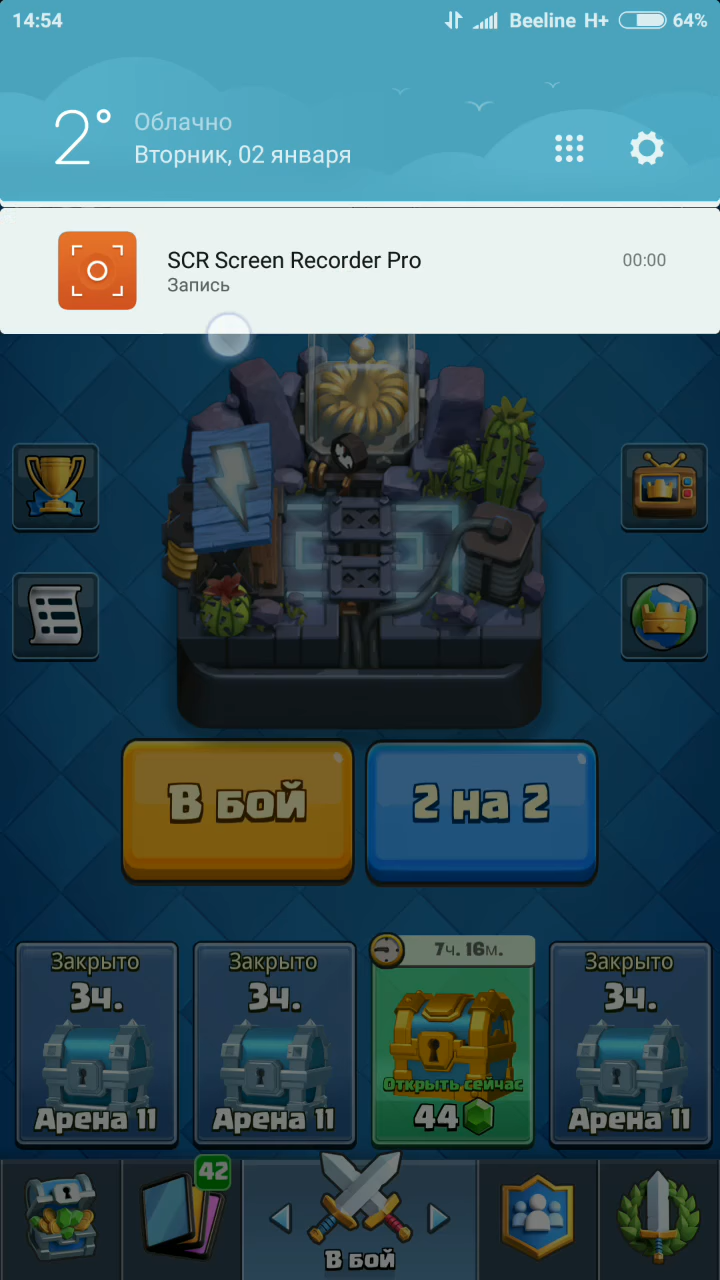 14:54
Beeline H+ 64%
2°
Облачно
Вторник, 02 января
SCR Screen Recorder Pro
00:00
Запись
В бой
2 на 2
Закрыто
3ч.
Арена 11
Закрыто
3ч.
Арена 11
7ч. 16м.
Открыть сейчас
44
Закрыто
3ч.
Арена 11
42
В бой